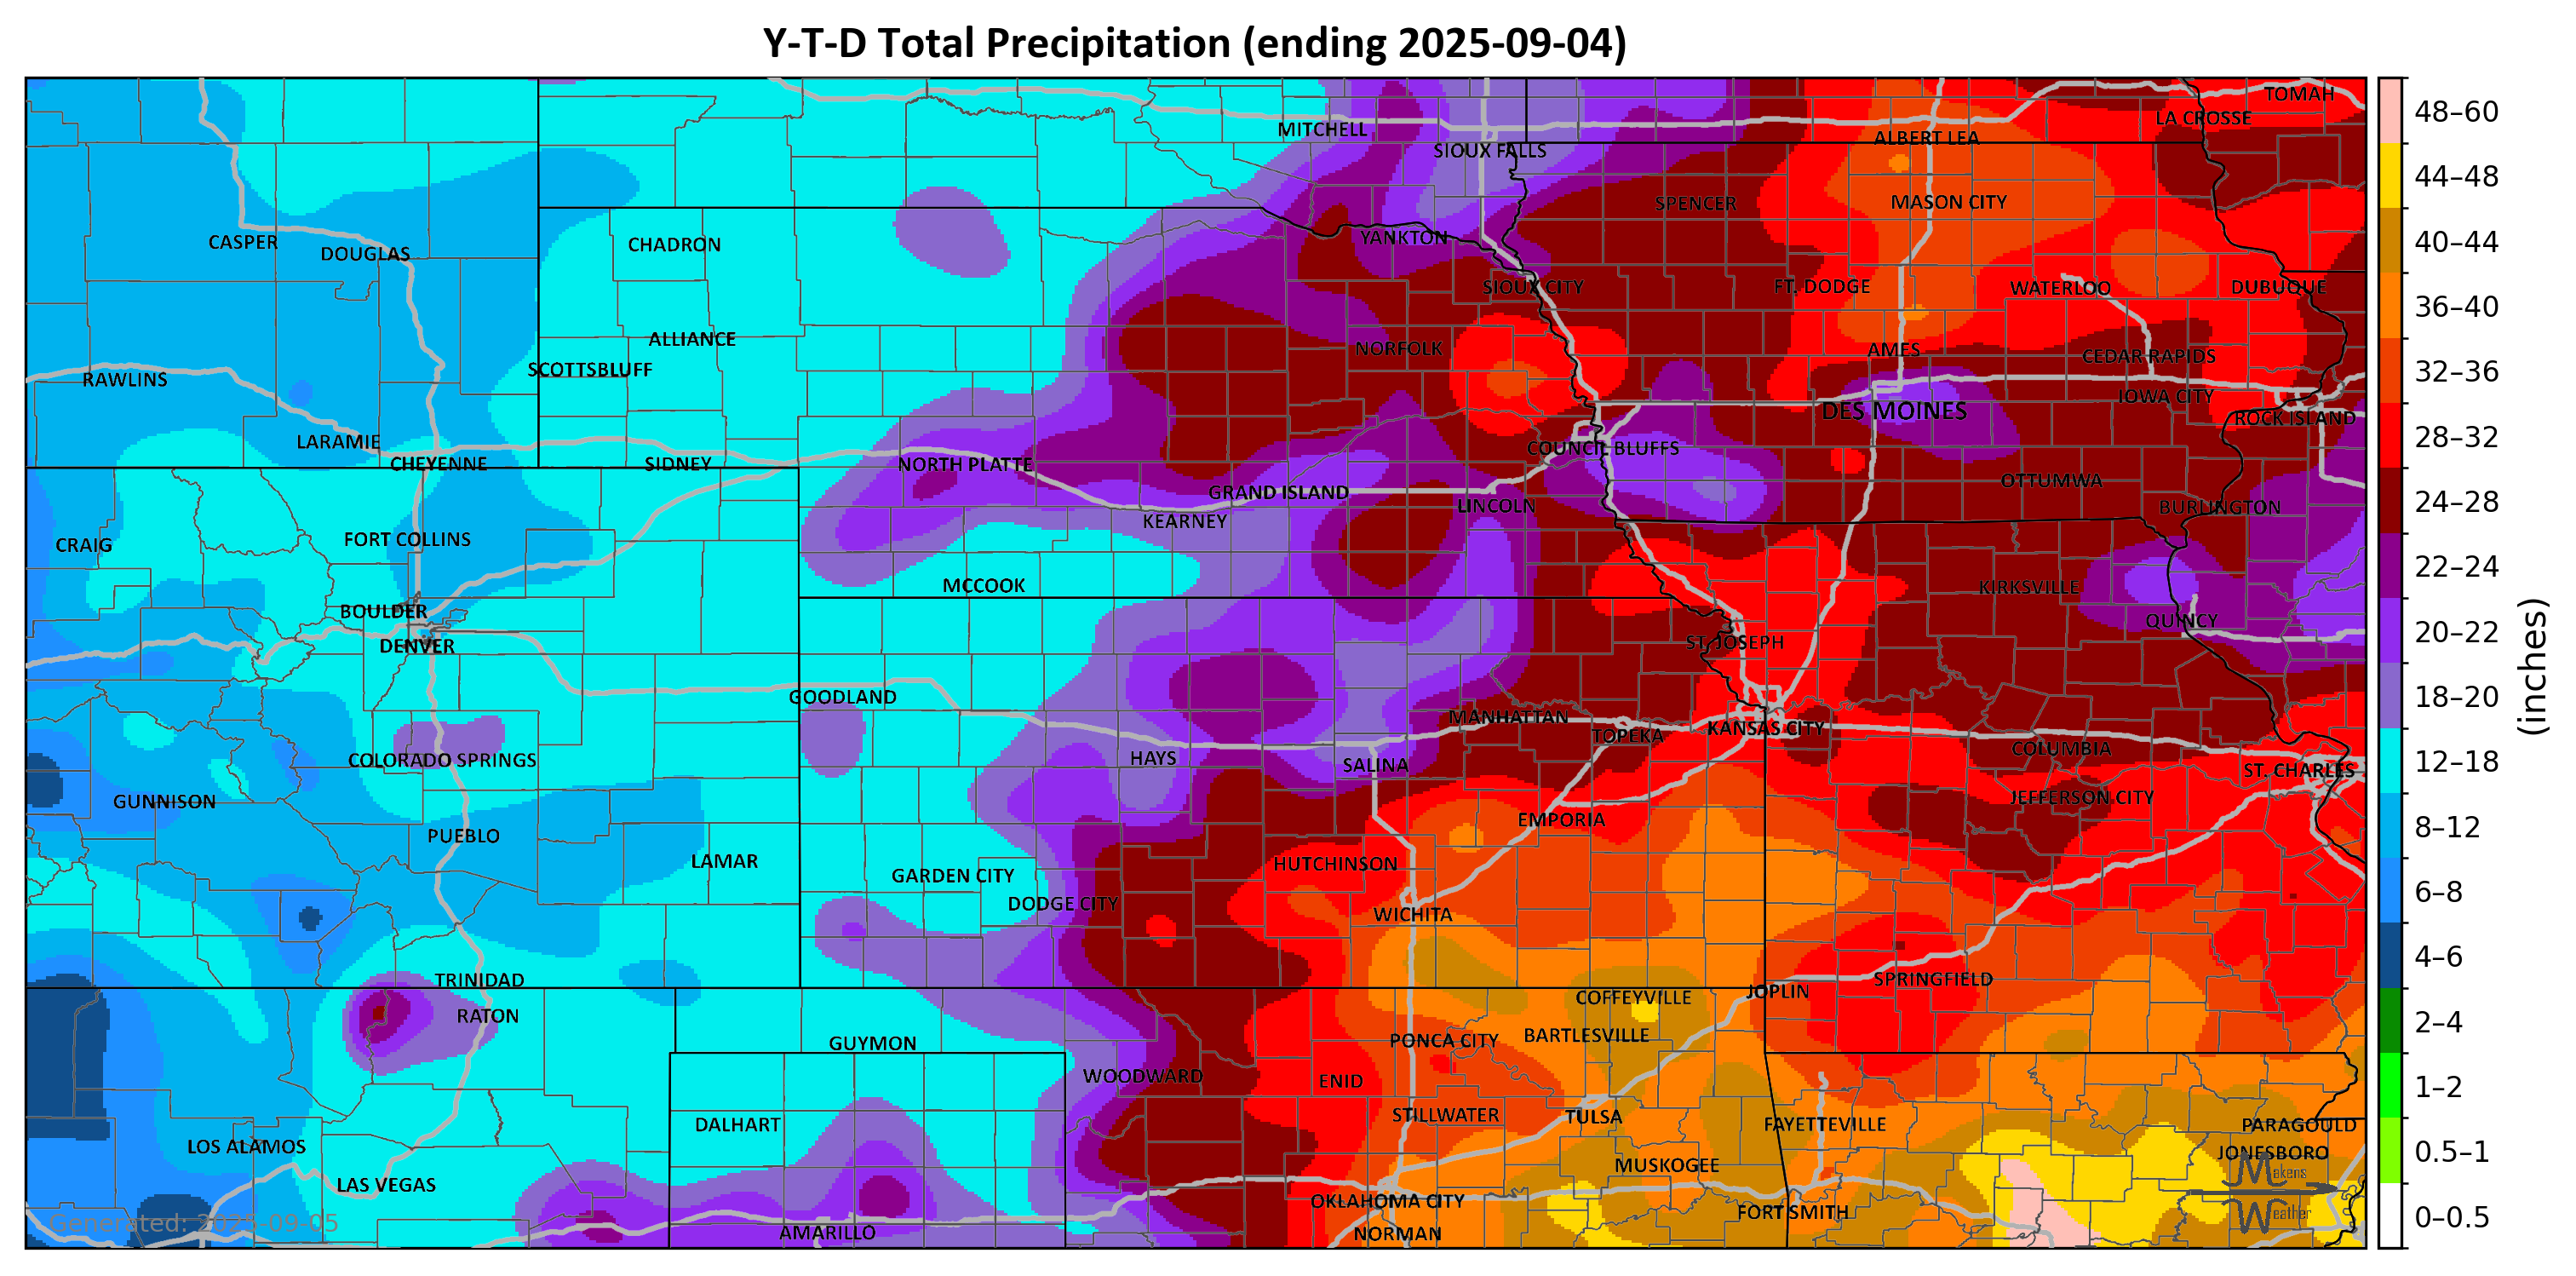 Y-T-D Total Precipitation (ending 2025-09-04)
TOMAH
LA CROSSE
MITCHELL
ALBERT LEA
SIOUX FALLS
SPENCER
MASON CITY
YANKTON
CASPER
CHADRON
DOUGLAS
SIOUX CITY
FT. DODGE
WATERLOO
DUBUQUE
ALLIANCE
NORFOLK
AMES
CEDAR RAPIDS
SCOTTSBLUFF
RAWLINS
IOWA CITY
DES MOINES
ROCK ISLAND
LARAMIE
COUNCIL BLUFFS
CHEYENNE
SIDNEY
NORTH PLATTE
OTTUMWA
GRAND ISLAND
LINCOLN
BURLINGTON
KEARNEY
FORT COLLINS
CRAIG
MCCOOK
KIRKSVILLE
BOULDER
QUINCY
DENVER
ST. JOSEPH
GOODLAND
MANHATTAN
KANSAS CITY
TOPEKA
COLUMBIA
COLORADO SPRINGS
HAYS
SALINA
ST. CHARLES
GUNNISON
JEFFERSON CITY
EMPORIA
PUEBLO
LAMAR
HUTCHINSON
GARDEN CITY
DODGE CITY
WICHITA
TRINIDAD
SPRINGFIELD
JOPLIN
COFFEYVILLE
RATON
BARTLESVILLE
GUYMON
PONCA CITY
WOODWARD
ENID
STILLWATER
TULSA
DALHART
FAYETTEVILLE
PARAGOULD
LOS ALAMOS
JONESBORO
MUSKOGEE
Makens
LAS VEGAS
OKLAHOMA CITY
FORT SMITH
Weather
Generated: 2025-09-05
AMARILLO
NORMAN
48–60
44–48
40–44
36–40
32–36
28–32
24–28
22–24
20–22
18–20
12–18
8–12
6–8
4–6
2–4
1–2
0.5–1
0–0.5
(inches)